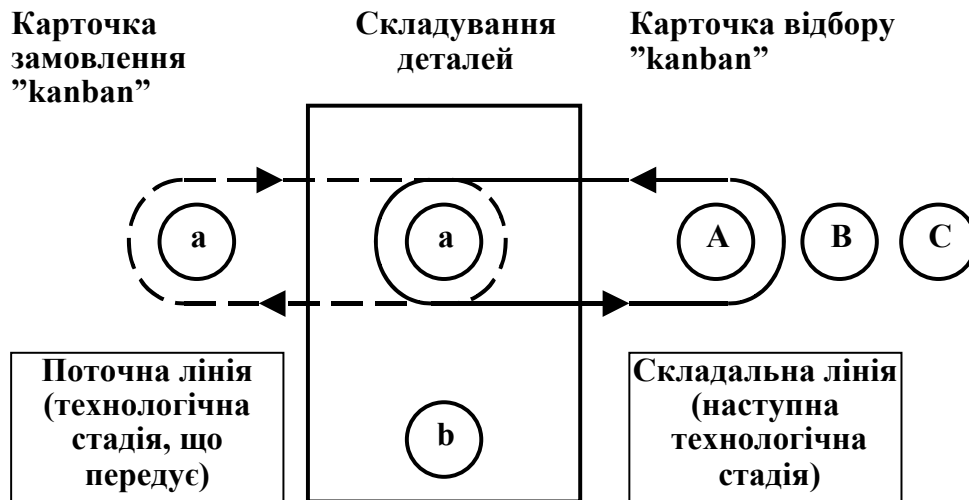 Карточка
замовлення
”kanban”
Складування
деталей
Карточка відбору
”kanban”
a
a
A
B
C
b
Поточна лінія
(технологічна
стадія, що
передує)
Складальна лінія
(наступна
технологічна
стадія)